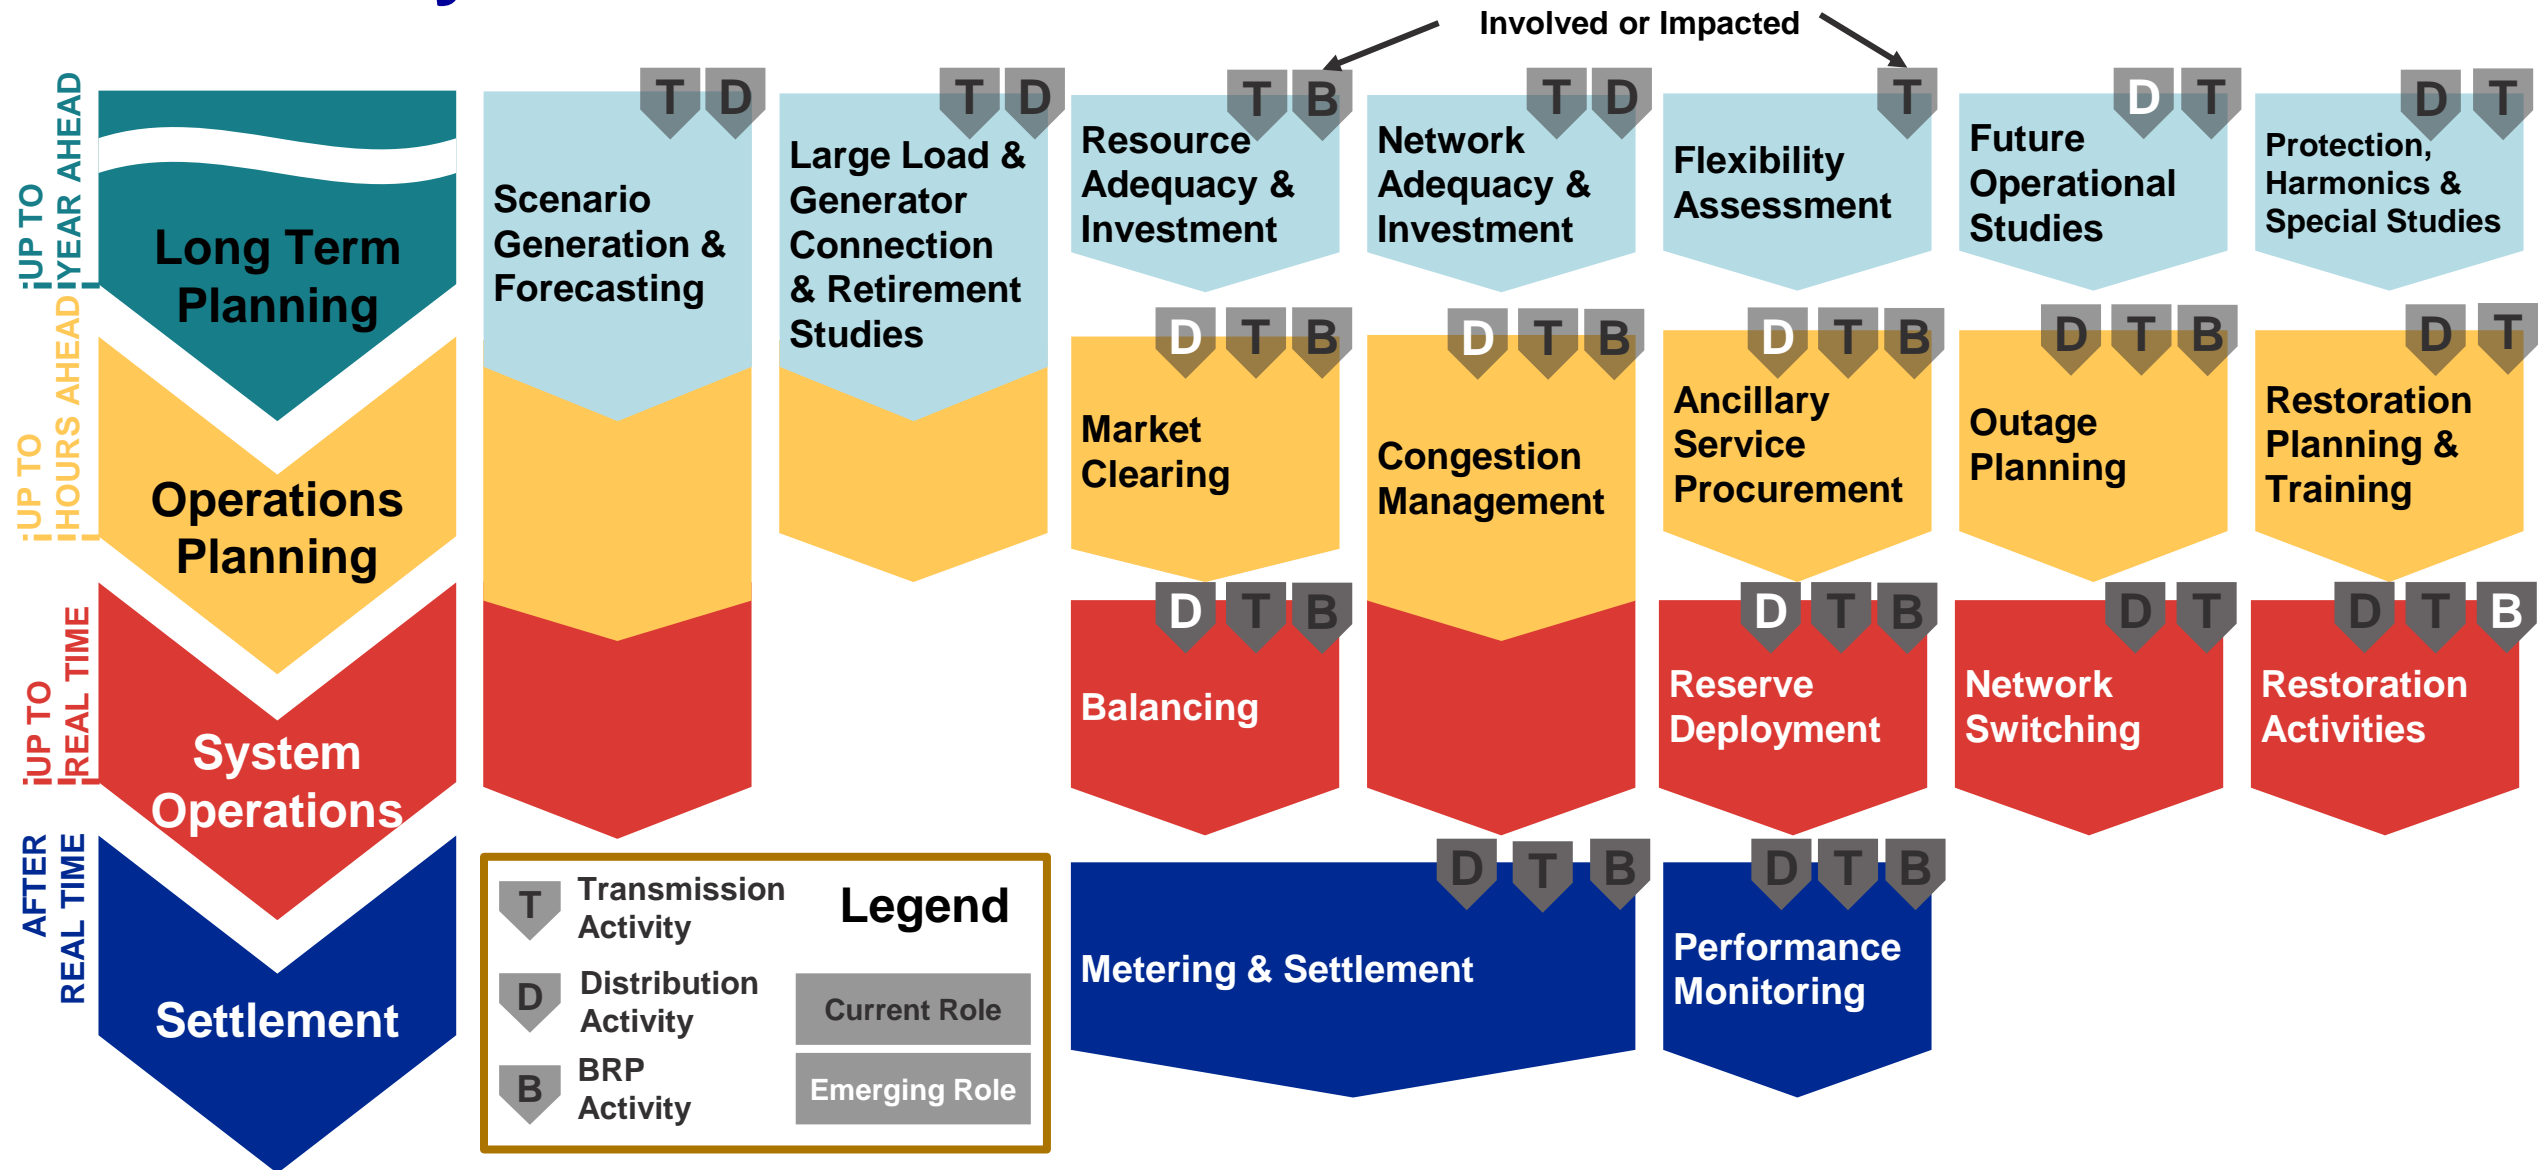 Involved or Impacted
UP TO
YEAR AHEAD
Long Term
Planning
T D
Scenario
Generation &
Forecasting
T D
Large Load &
Generator
Connection
& Retirement
Studies
T B
Resource
Adequacy &
Investment
T D
Network
Adequacy &
Investment
T
Flexibility
Assessment
D T
Future
Operational
Studies
D T
Protection,
Harmonics &
Special Studies
UP TO
HOURS AHEAD
Operations
Planning
D T B
Market
Clearing
D T B
Congestion
Management
D T B
Ancillary
Service
Procurement
D T B
Outage
Planning
D T
Restoration
Planning &
Training
UP TO
REAL TIME
System
Operations
D T B
Balancing
D T B
Reserve
Deployment
D T
Network
Switching
D T B
Restoration
Activities
AFTER
REAL TIME
Settlement
Legend
T
Transmission
Activity
D
Distribution
Activity
B
BRP
Activity
Current Role
Emerging Role
D T B
Metering & Settlement
D T B
Performance
Monitoring